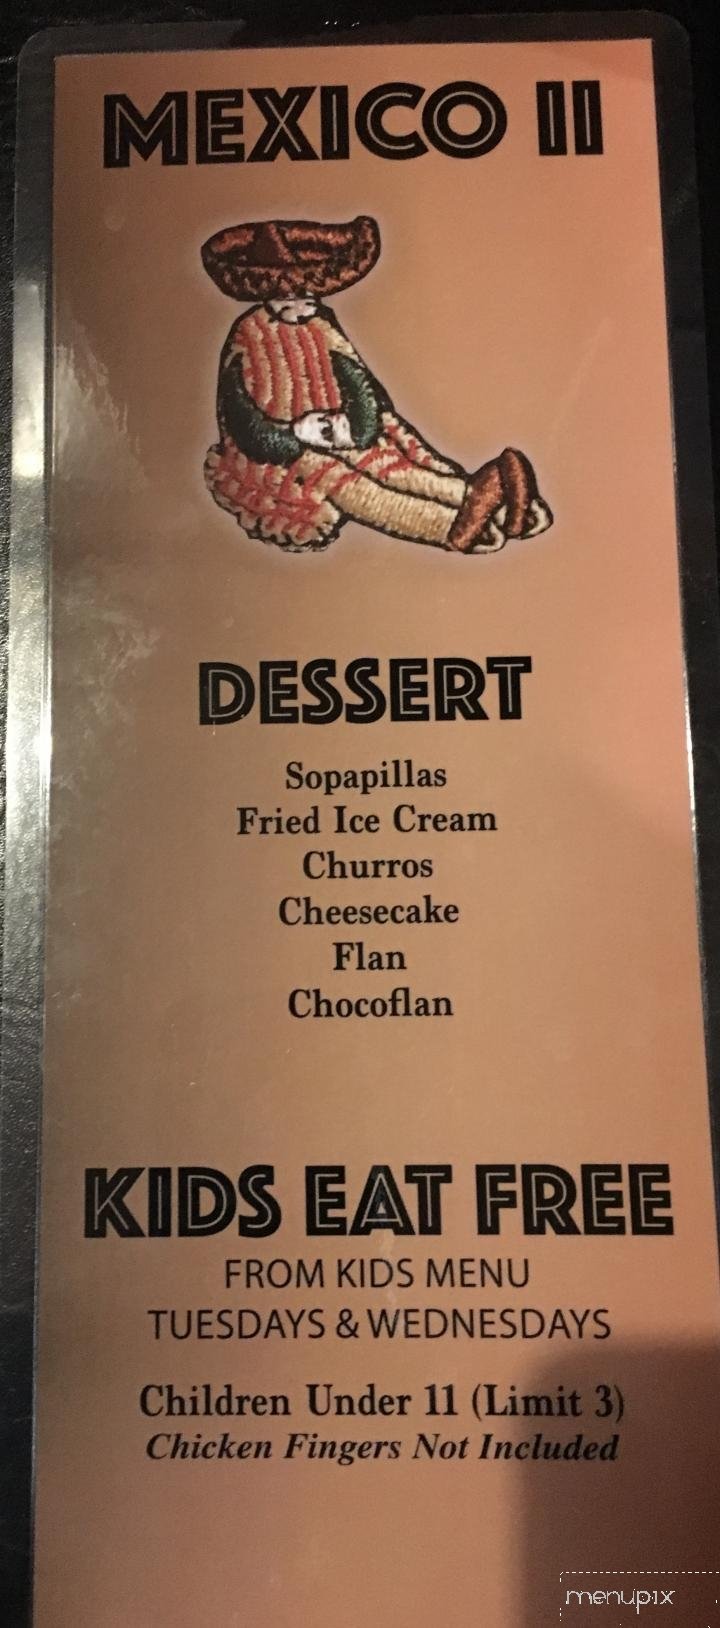 MEXICO II
DESSERT
Sopapillas
Fried Ice Cream
Churros
Cheesecake
Flan
Chocoflan
KIDS EAT FREE
FROM KIDS MENU
TUESDAYS & WEDNESDAYS
Children Under 11 (Limit 3)
Chicken Fingers Not Included
menupix